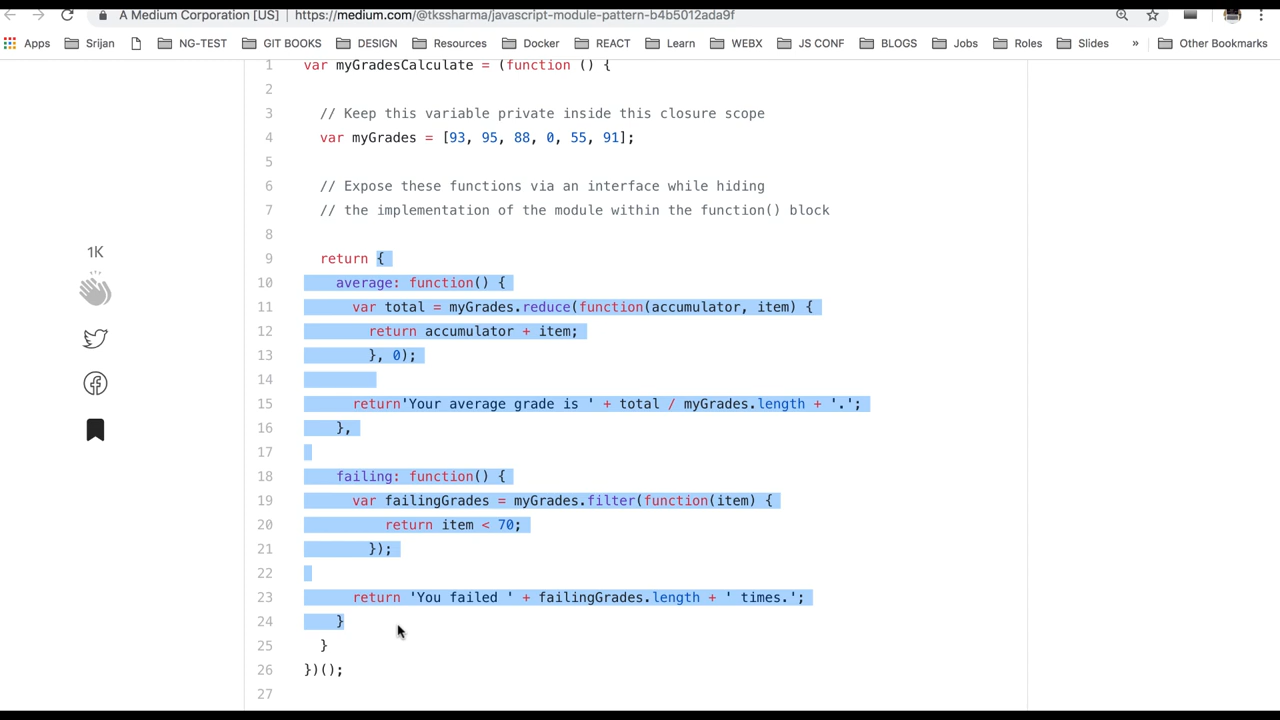 A Medium Corporation [US] | https://medium.com/@tkssharma/javascript-module-pattern-b4b5012ada9f
Apps Srijan NG-TEST GIT BOOKS DESIGN Resources Docker REACT Learn WEBX JS CONF BLOGS Jobs Roles Slides » Other Bookmarks
1 var myGradesCalculate = (function () {
2
3 // Keep this variable private inside this closure scope
4 var myGrades = [93, 95, 88, 0, 55, 91];
5
6 // Expose these functions via an interface while hiding
7 // the implementation of the module within the function() block
8
9 return {
10 average: function() {
11 var total = myGrades.reduce(function(accumulator, item) {
12 return accumulator + item;
13 }, 0);
14
15 return'Your average grade is ' + total / myGrades.length + '.';
16 },
17
18 failing: function() {
19 var failingGrades = myGrades.filter(function(item) {
20 return item < 70;
21 });
22
23 return 'You failed ' + failingGrades.length + ' times.';
24 }
25 }
26 })();
27
1K